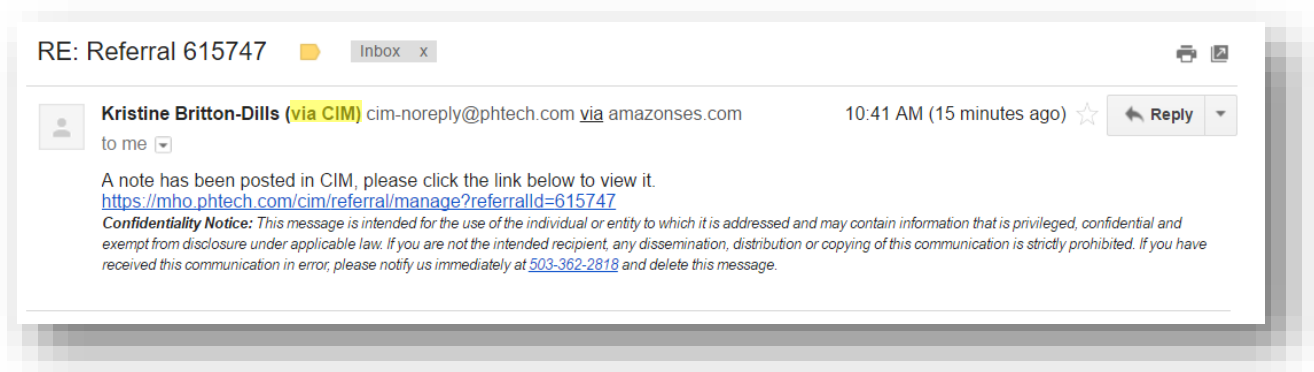 RE: Referral 615747 Inbox x
Kristine Britton-Dills (via CIM) cim-noreply@phtech.com via amazonses.com 10:41 AM (15 minutes ago) Reply
to me
A note has been posted in CIM, please click the link below to view it.
https://mho.phtech.com/cim/referral/manage?referralId=615747
Confidentiality Notice: This message is intended for the use of the individual or entity to which it is addressed and may contain information that is privileged, confidential and
exempt from disclosure under applicable law. If you are not the intended recipient, any dissemination, distribution or copying of this communication is strictly prohibited. If you have
received this communication in error, please notify us immediately at 503-362-2818 and delete this message.